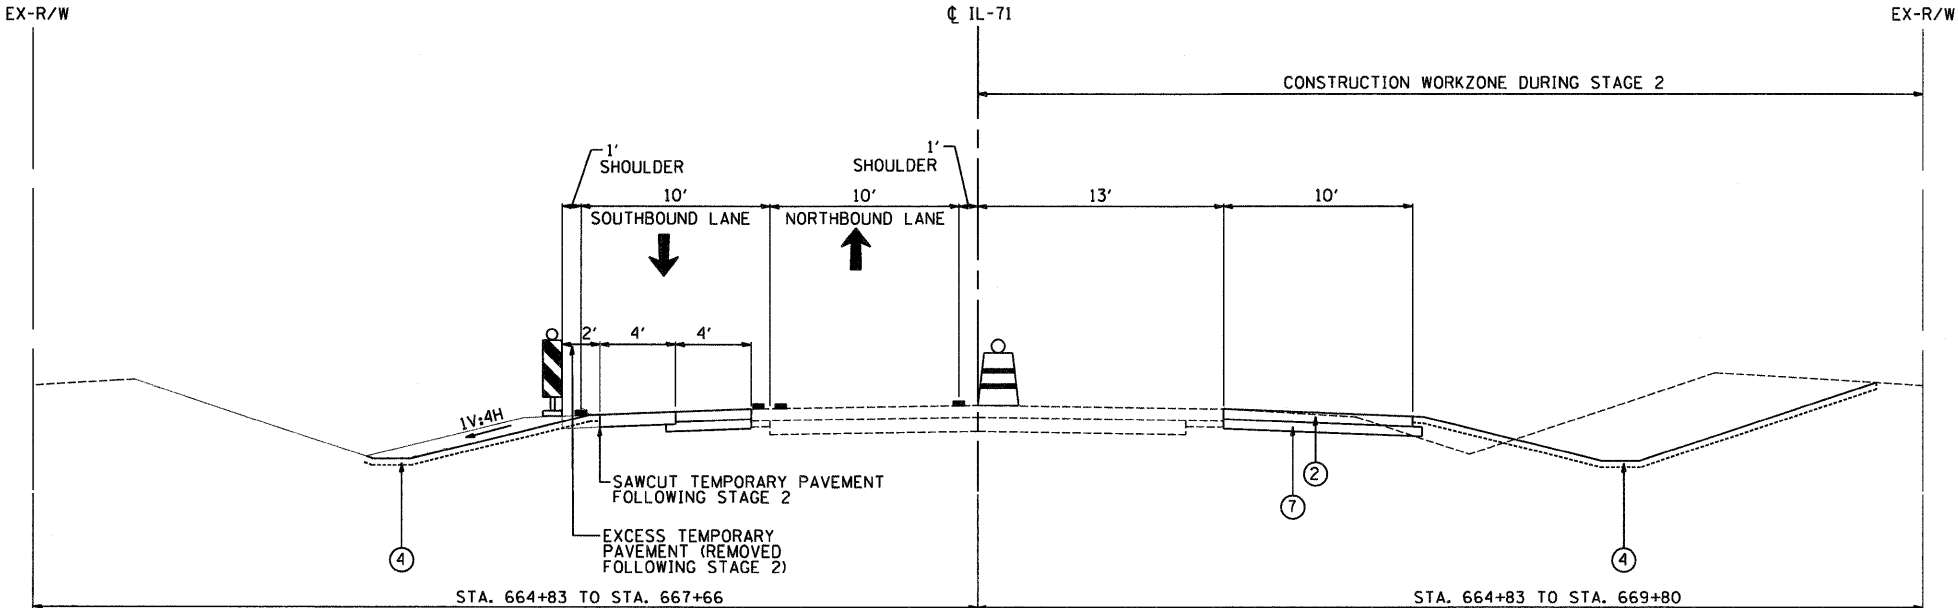 EX-R/W
℄ IL-71
EX-R/W
CONSTRUCTION WORKZONE DURING STAGE 2
1'
SHOULDER
1'
SHOULDER
10'
10'
13'
10'
SOUTHBOUND LANE
NORTHBOUND LANE
2'
4'
4'
1V:4H
SAWCUT TEMPORARY PAVEMENT
FOLLOWING STAGE 2
2
7
EXCESS TEMPORARY
PAVEMENT (REMOVED
FOLLOWING STAGE 2)
4
4
STA. 664+83 TO STA. 667+66
STA. 664+83 TO STA. 669+80